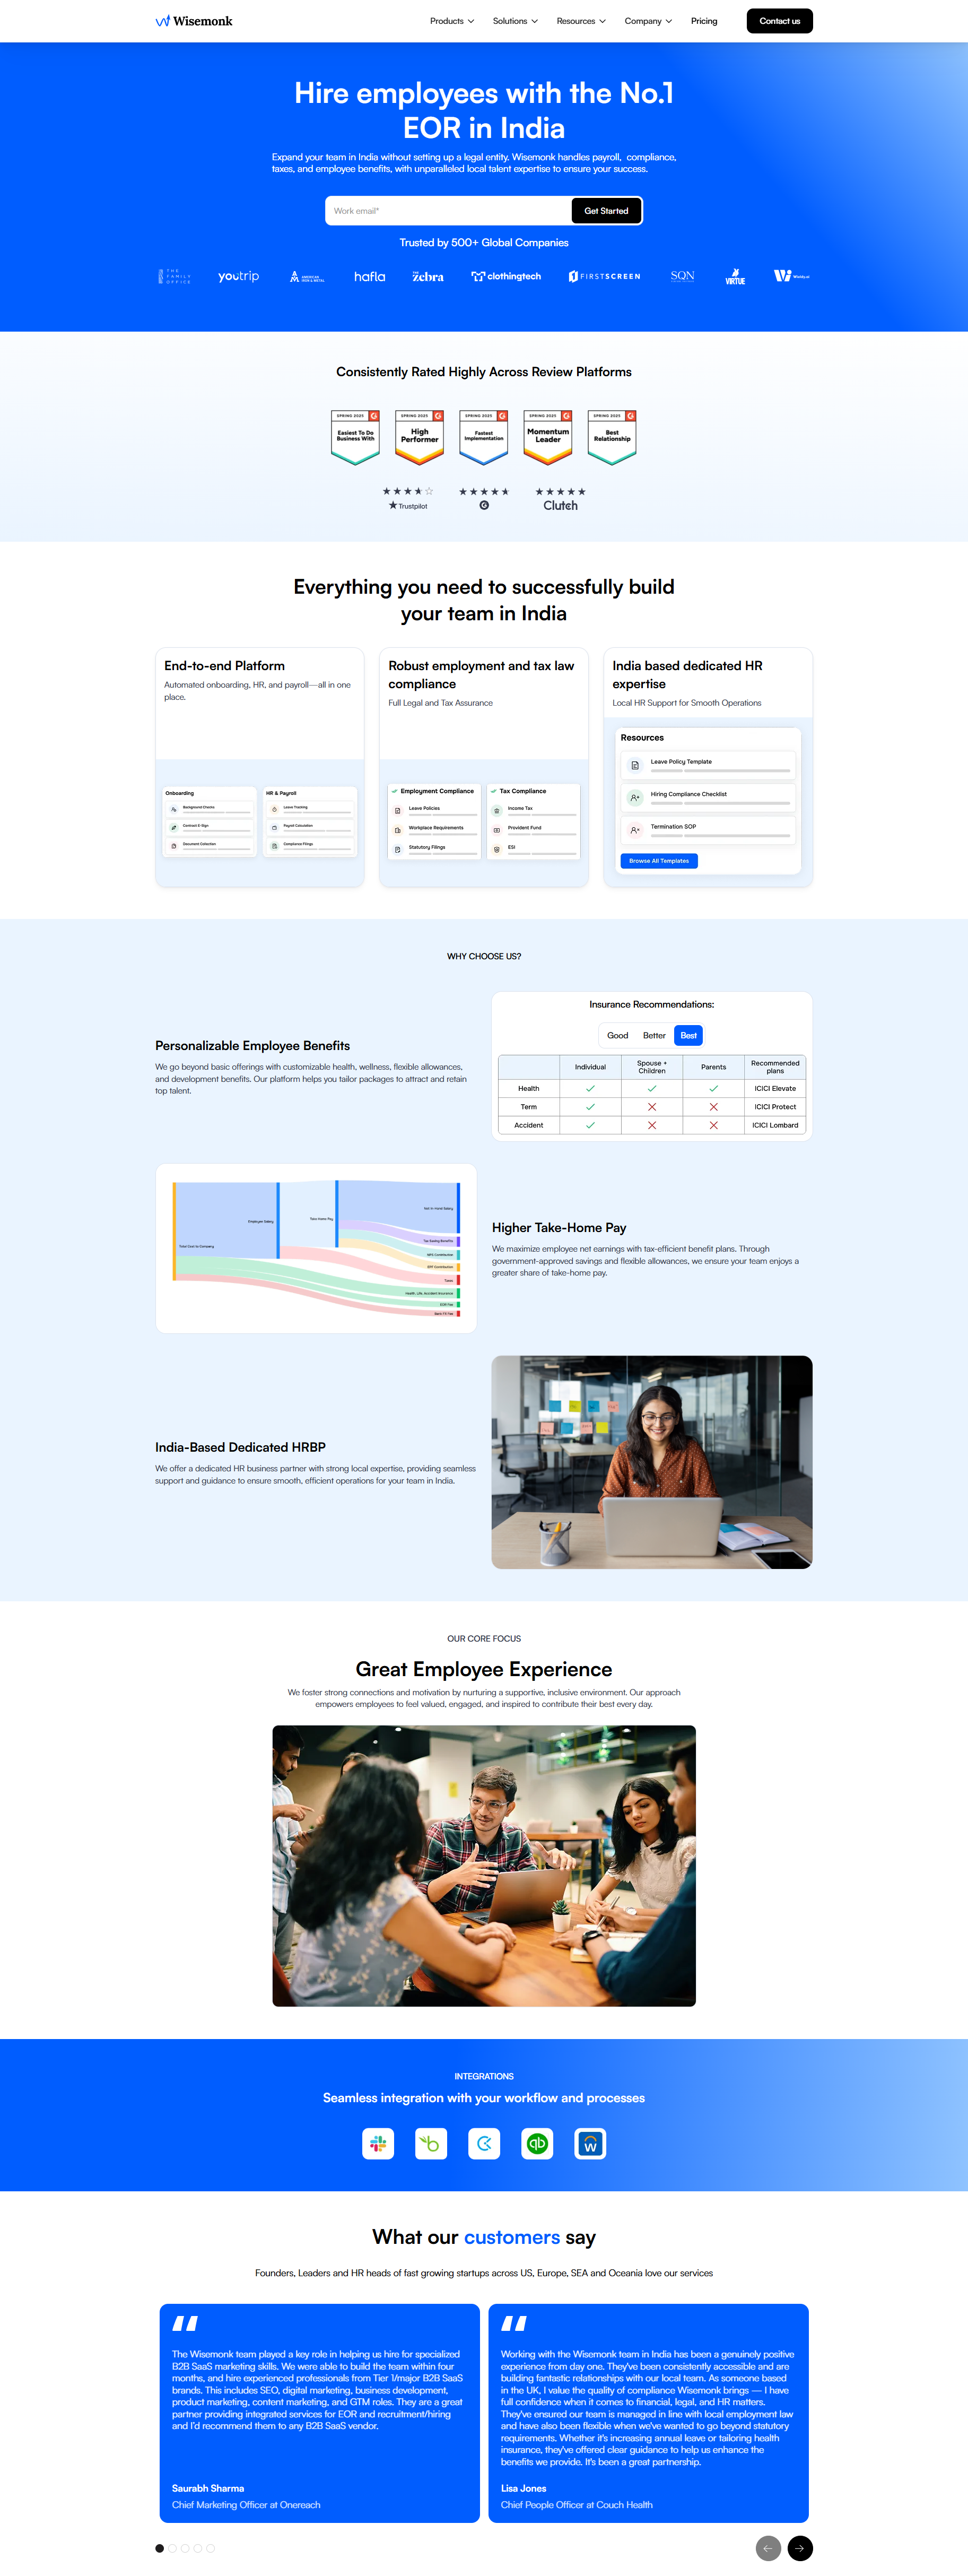 Wisemonk
Products
Solutions
Resources
Company
Pricing
Contact us
Hire employees with the No.1
EOR in India
Expand your team in India without setting up a legal entity. Wisemonk handles payroll, compliance,
taxes, and employee benefits, with unparalleled local talent expertise to ensure your success.
Work email*
Get Started
Trusted by 500+ Global Companies
THE
FAMILY
OFFICE
youtrip
AMERICAN
IRON & METAL
hafla
THE
zebra
clothingtech
FIRSTSCREEN
SQN
VIRTUE
Consistently Rated Highly Across Review Platforms
SPRING 2025
Easiest To Do
Business With
SPRING 2025
High
Performer
SPRING 2025
Fastest
Implementation
SPRING 2025
Momentum
Leader
SPRING 2025
Best
Relationship
Trustpilot
Clutch
Everything you need to successfully build
your team in India
End-to-end Platform
Automated onboarding, HR, and payroll—all in one
place.
Onboarding
Background Checks
Contract E-Sign
Document Collection
HR & Payroll
Leave Tracking
Payroll Calculation
Compliance Filings
Robust employment and tax law
compliance
Full Legal and Tax Assurance
Employment Compliance
Leave Policies
Workplace Requirements
Statutory Filings
Tax Compliance
Income Tax
Provident Fund
ESI
India based dedicated HR
expertise
Local HR Support for Smooth Operations
Resources
Leave Policy Template
Hiring Compliance Checklist
Termination SOP
Browse All Templates
WHY CHOOSE US?
Personalizable Employee Benefits
We go beyond basic offerings with customizable health, wellness, flexible allowances,
and development benefits. Our platform helps you tailor packages to attract and retain
top talent.
Insurance Recommendations:
Good Better Best
Individual Spouse + Children Parents Recommended plans
Health ICICI Elevate
Term ICICI Protect
Accident ICICI Lombard
Total Cost to Company
Employee Salary
Take-Home Pay
Net In-Hand Salary
Tax Saving Benefits
NPS Contribution
EPF Contribution
Taxes
Health, Life, Accident Insurance
EOR Fee
Bank FX Fee
Higher Take-Home Pay
We maximize employee net earnings with tax-efficient benefit plans. Through
government-approved savings and flexible allowances, we ensure your team enjoys a
greater share of take-home pay.
India-Based Dedicated HRBP
We offer a dedicated HR business partner with strong local expertise, providing seamless
support and guidance to ensure smooth, efficient operations for your team in India.
OUR CORE FOCUS
Great Employee Experience
We foster strong connections and motivation by nurturing a supportive, inclusive environment. Our approach
empowers employees to feel valued, engaged, and inspired to contribute their best every day.
INTEGRATIONS
Seamless integration with your workflow and processes
What our customers say
Founders, Leaders and HR heads of fast growing startups across US, Europe, SEA and Oceania love our services
The Wisemonk team played a key role in helping us hire for specialized
B2B SaaS marketing skills. We were able to build the team within four
months, and hire experienced professionals from Tier 1/major B2B SaaS
brands. This includes SEO, digital marketing, business development,
product marketing, content marketing, and GTM roles. They are a great
partner providing integrated services for EOR and recruitment/hiring
and I'd recommend them to any B2B SaaS vendor.
Saurabh Sharma
Chief Marketing Officer at Onereach
Working with the Wisemonk team in India has been a genuinely positive
experience from day one. They've been consistently accessible and are
building fantastic relationships with our local team. As someone based
in the UK, I value the quality of compliance Wisemonk brings — I have
full confidence when it comes to financial, legal, and HR matters.
They've ensured our team is managed in line with local employment law
and have also been flexible when we've wanted to go beyond statutory
requirements. Whether it's increasing annual leave or tailoring health
insurance, they've offered clear guidance to help us enhance the
benefits we provide. It's been a great partnership.
Lisa Jones
Chief People Officer at Couch Health